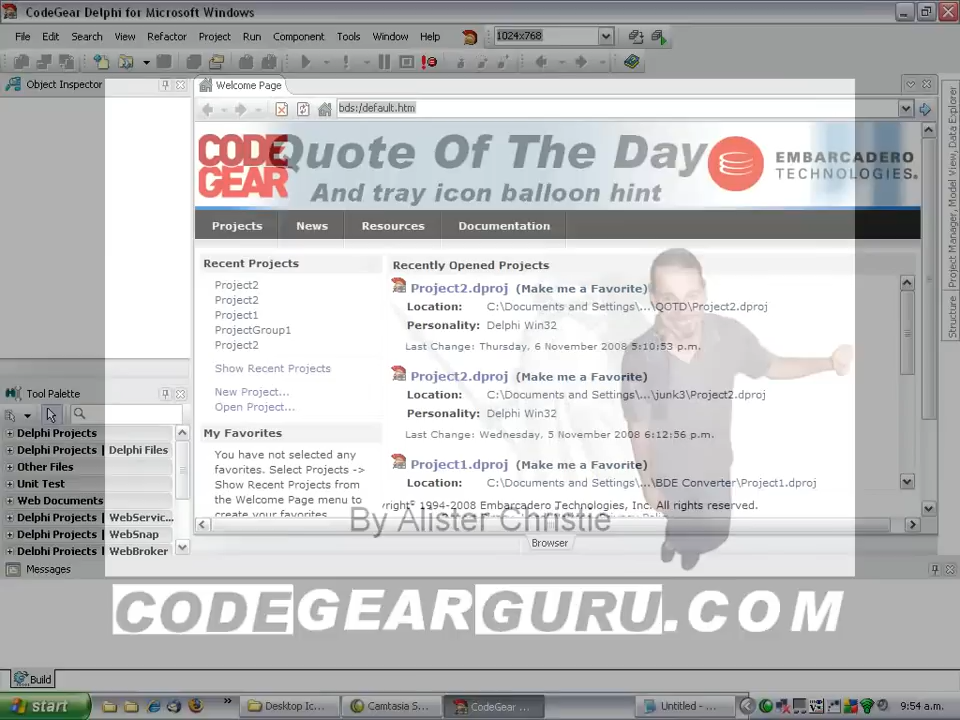 CodeGear Delphi for Microsoft Windows
File Edit Search View Refactor Project Run Component Tools Window Help
1024x768
Object Inspector
Welcome Page
bds:/default.htm
CODE GEAR
Quote Of The Day
And tray icon balloon hint
EMBARCADERO
TECHNOLOGIES.
Projects News Resources Documentation
Recent Projects
Project2
Project2
Project1
ProjectGroup1
Project2
Show Recent Projects
New Project...
Open Project...
My Favorites
You have not selected any
favorites. Select Projects ->
Show Recent Projects
from the Welcome Page menu to
create your favorites
Recently Opened Projects
Project2.dproj (Make me a Favorite)
Location: C:\Documents and Settings\...\QOTD\Project2.dproj
Personality: Delphi Win32
Last Change: Thursday, 6 November 2008 5:10:53 p.m.
Project2.dproj (Make me a Favorite)
Location: C:\Documents and Settings\...\junk3\Project2.dproj
Personality: Delphi Win32
Last Change: Wednesday, 5 November 2008 6:12:56 p.m.
Project1.dproj (Make me a Favorite)
Location: C:\Documents and Settings\...\BDE Converter\Project1.dproj
right© 1994-2008 Embarcadero Technologies, Inc. All rights reserved.
By Alister Christie
Browser
Tool Palette
Delphi Projects
Delphi Projects | Delphi Files
Other Files
Unit Test
Web Documents
Delphi Projects | WebServic...
Delphi Projects | WebSnap
Delphi Projects | WebBroker
Messages
Project Manager, Model View, Data Explorer
Structure
CODEGEARGURU.COM
Build
start
Desktop Ic...
Camtasia S...
CodeGear ...
Untitled - ...
9:54 a.m.